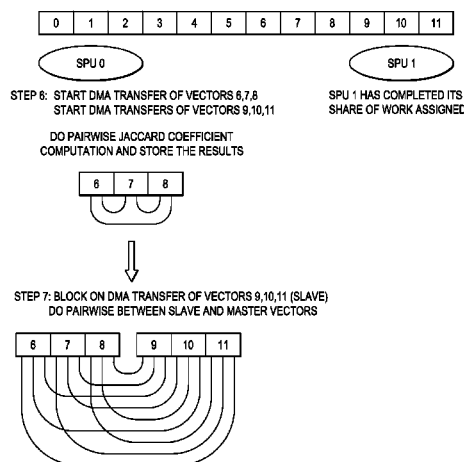 0 1 2 3 4 5 6 7 8 9 10 11
SPU 0 SPU 1
STEP 6: START DMA TRANSFER OF VECTORS 6,7,8
START DMA TRANSFERS OF VECTORS 9,10,11
SPU 1 HAS COMPLETED ITS
SHARE OF WORK ASSIGNED
DO PAIRWISE JACCARD COEFFICIENT
COMPUTATION AND STORE THE RESULTS
6 7 8
STEP 7: BLOCK ON DMA TRANSFER OF VECTORS 9,10,11 (SLAVE)
DO PAIRWISE BETWEEN SLAVE AND MASTER VECTORS
6 7 8 9 10 11